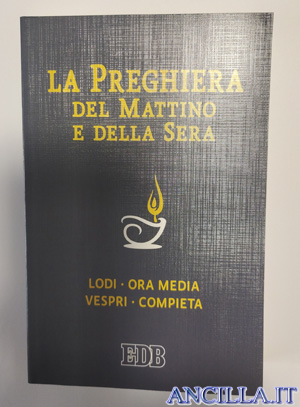 LA PREGHIERA
DEL MATTINO
E DELLA SERA
LODI · ORA MEDIA
VESPRI · COMPIETA
EDB
ANCILLA.IT